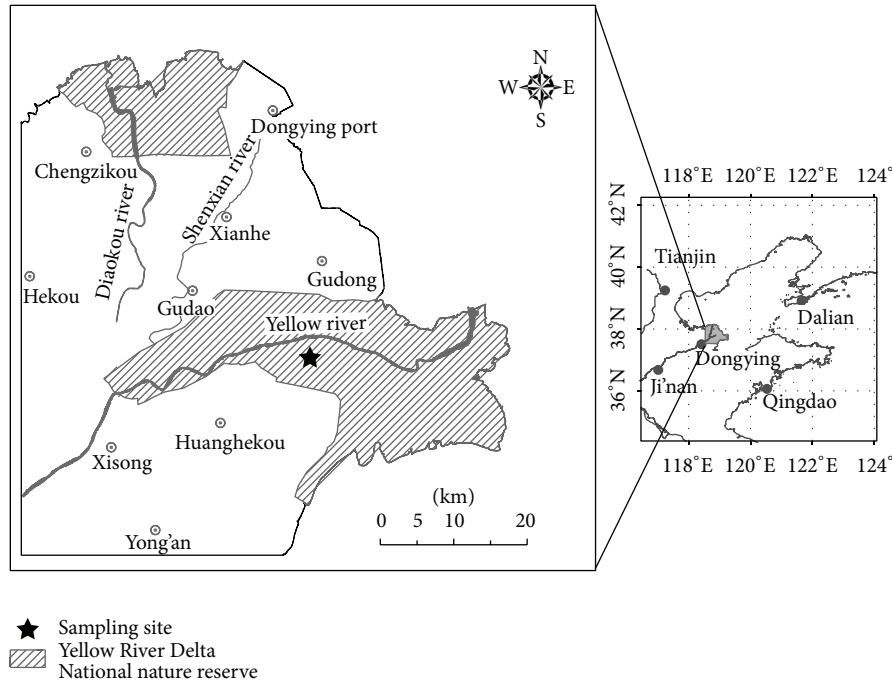 N
W E
S
Dongying port
Chengzikou
Shenxian river
Diaokou river
Xianhe
Gudong
Hekou
Gudao
Yellow river
Huanghekou
Xisong
Yong'an
(km)
0 5 10 20
118°E 120°E 122°E 124°
42°N
40°N
38°N
36°N
Tianjin
Dalian
Dongying
Ji'nan
Qingdao
118°E 120°E 122°E 124°
Sampling site
Yellow River Delta
National nature reserve